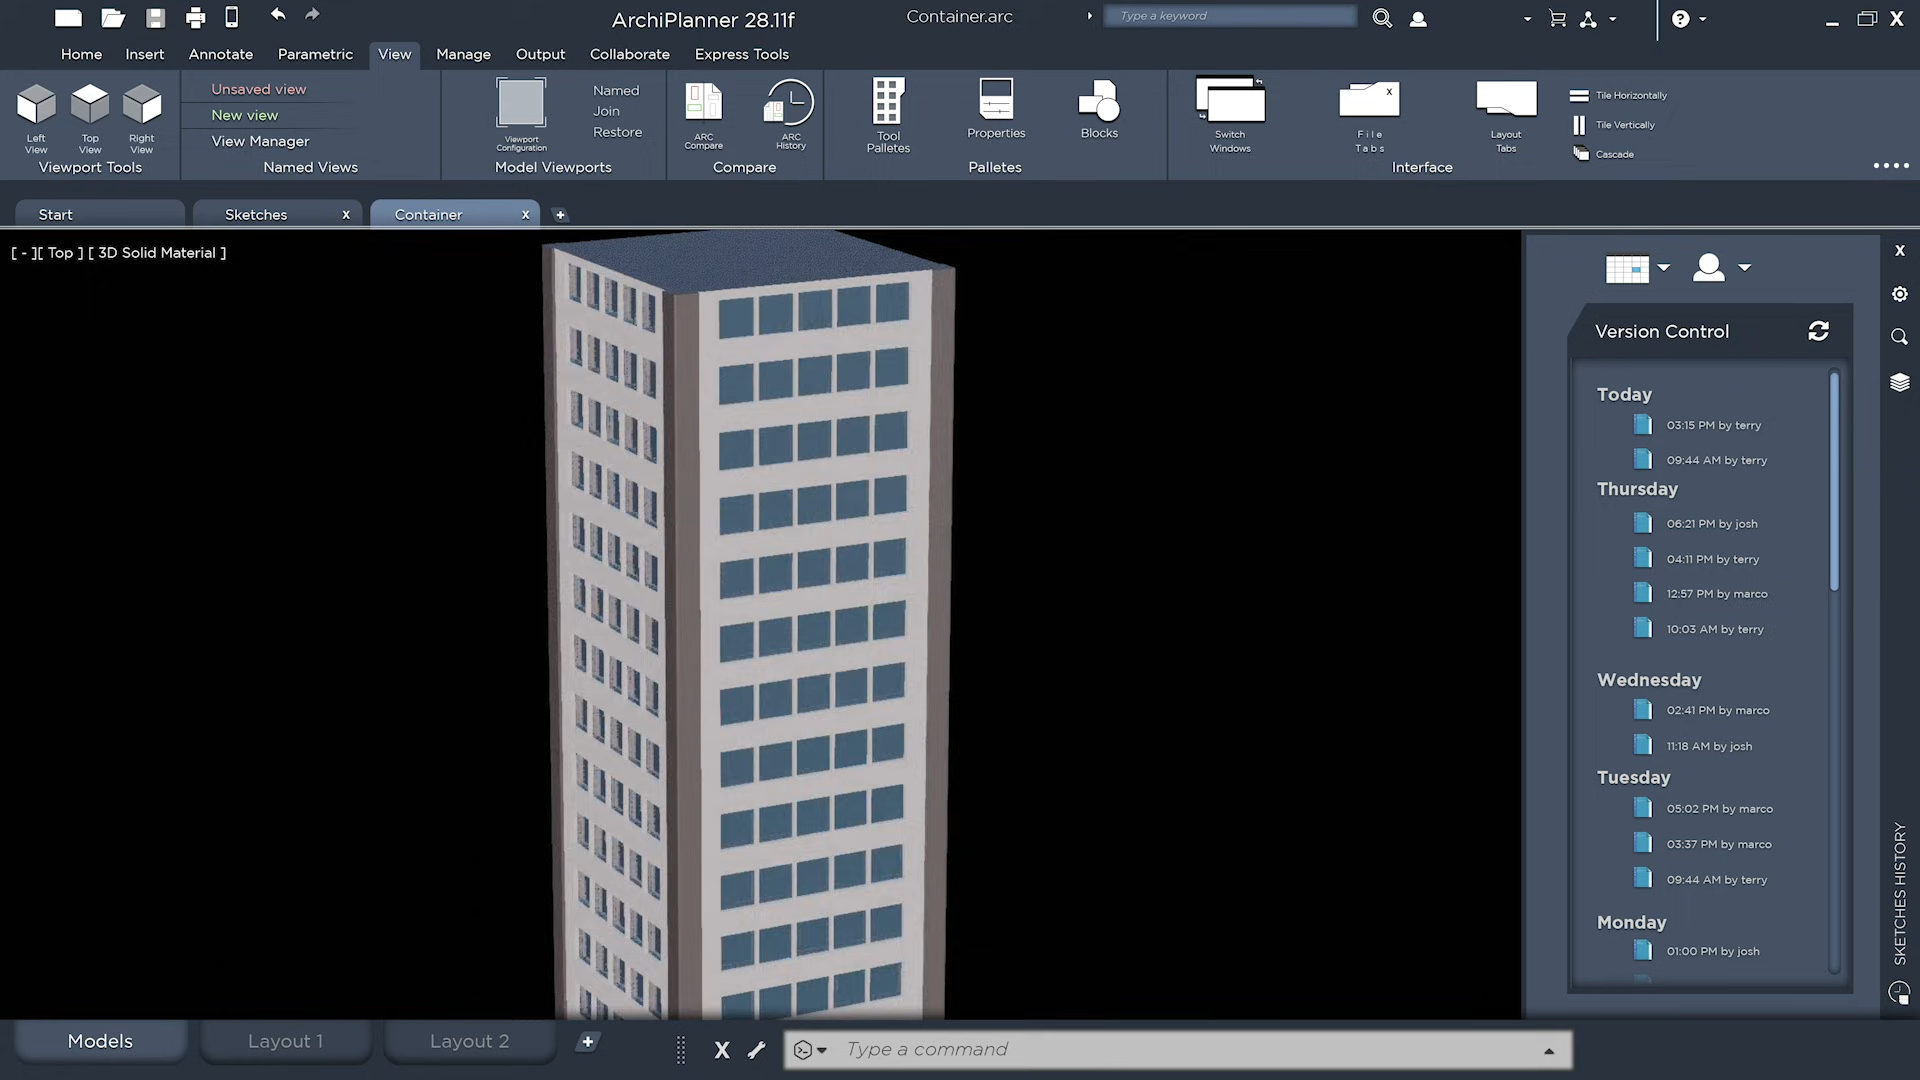 ArchiPlanner 28.11f
Container.arc
Type a keyword
?
Home Insert Annotate Parametric View Manage Output Collaborate Express Tools
Left View
Top View
Right View
Viewport Tools
Unsaved view
New view
View Manager
Named Views
Viewport Configuration
Named
Join
Restore
Model Viewports
ARC Compare
ARC History
Compare
Tool Palletes
Properties
Blocks
Palletes
Switch Windows
File Tabs
Layout Tabs
Tile Horizontally
Tile Vertically
Cascade
Interface
Start
Sketches x
Container x
[ - ][ Top ] [ 3D Solid Material ]
Version Control
Today
03:15 PM by terry
09:44 AM by terry
Thursday
06:21 PM by josh
04:11 PM by terry
12:57 PM by marco
10:03 AM by terry
Wednesday
02:41 PM by marco
11:18 AM by josh
Tuesday
05:02 PM by marco
03:37 PM by marco
09:44 AM by terry
Monday
01:00 PM by josh
SKETCHES HISTORY
Models Layout 1 Layout 2
Type a command